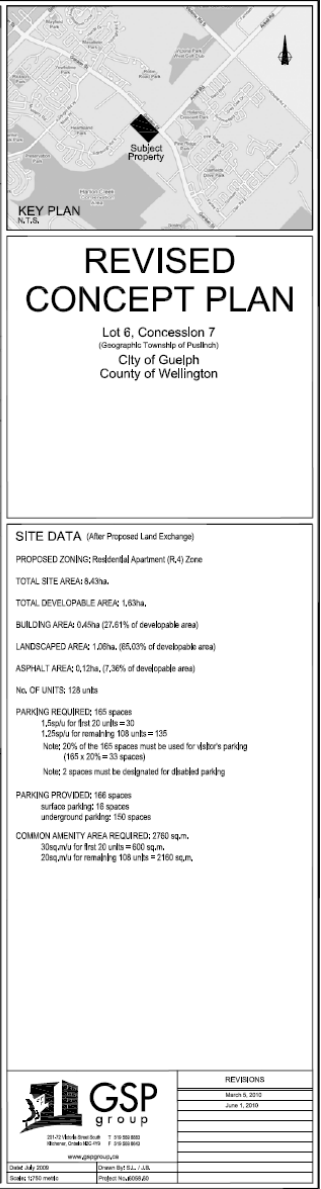 Subject
Property
KEY PLAN
N.T.S.
REVISED
CONCEPT PLAN
Lot 6, Concession 7
(Geographic Township of Puslinch)
City of Guelph
County of Wellington
SITE DATA (After Proposed Land Exchange)
PROPOSED ZONING: Residential Apartment (R.4) Zone
TOTAL SITE AREA: 8.43ha.
TOTAL DEVELOPABLE AREA: 1.63ha.
BUILDING AREA: 0.45ha (27.61% of developable area)
LANDSCAPED AREA: 1.06ha. (65.03% of developable area)
ASPHALT AREA: 0.12ha. (7.36% of developable area)
No. OF UNITS: 128 units
PARKING REQUIRED: 165 spaces
1.5sp/u for first 20 units = 30
1.25sp/u for remaining 108 units = 135
Note: 20% of the 165 spaces must be used for visitor's parking
(165 x 20% = 33 spaces)
Note: 2 spaces must be designated for disabled parking
PARKING PROVIDED: 166 spaces
surface parking: 16 spaces
underground parking: 150 spaces
COMMON AMENITY AREA REQUIRED: 2760 sq.m.
30sq.m/u for first 20 units = 600 sq.m.
20sq.m/u for remaining 108 units = 2160 sq.m.
GSP
group
www.gspgroup.ca
REVISIONS
March 5, 2010
June 1, 2010
Date: July 2009
Drawn By: S.L. / J.B.
Scale: 1:750 metric